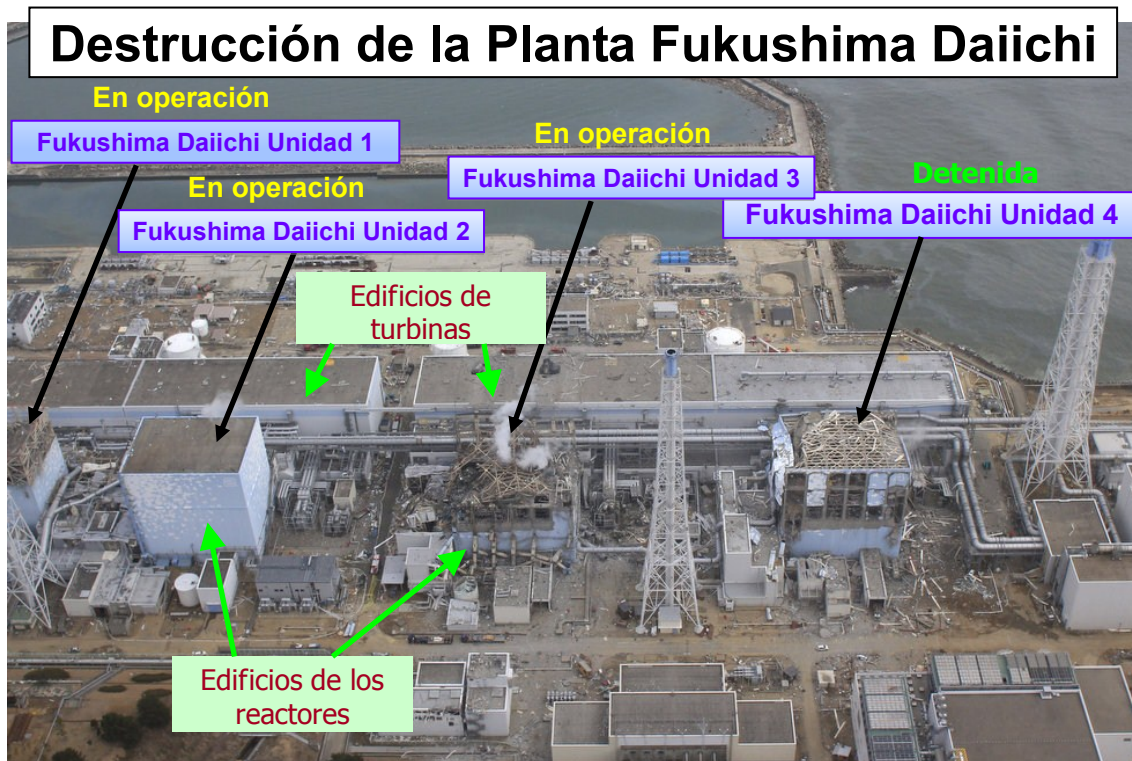 Destrucción de la Planta Fukushima Daiichi
En operación
Fukushima Daiichi Unidad 1
En operación
Fukushima Daiichi Unidad 2
En operación
Fukushima Daiichi Unidad 3
Detenida
Fukushima Daiichi Unidad 4
Edificios de
turbinas
Edificios de los
reactores